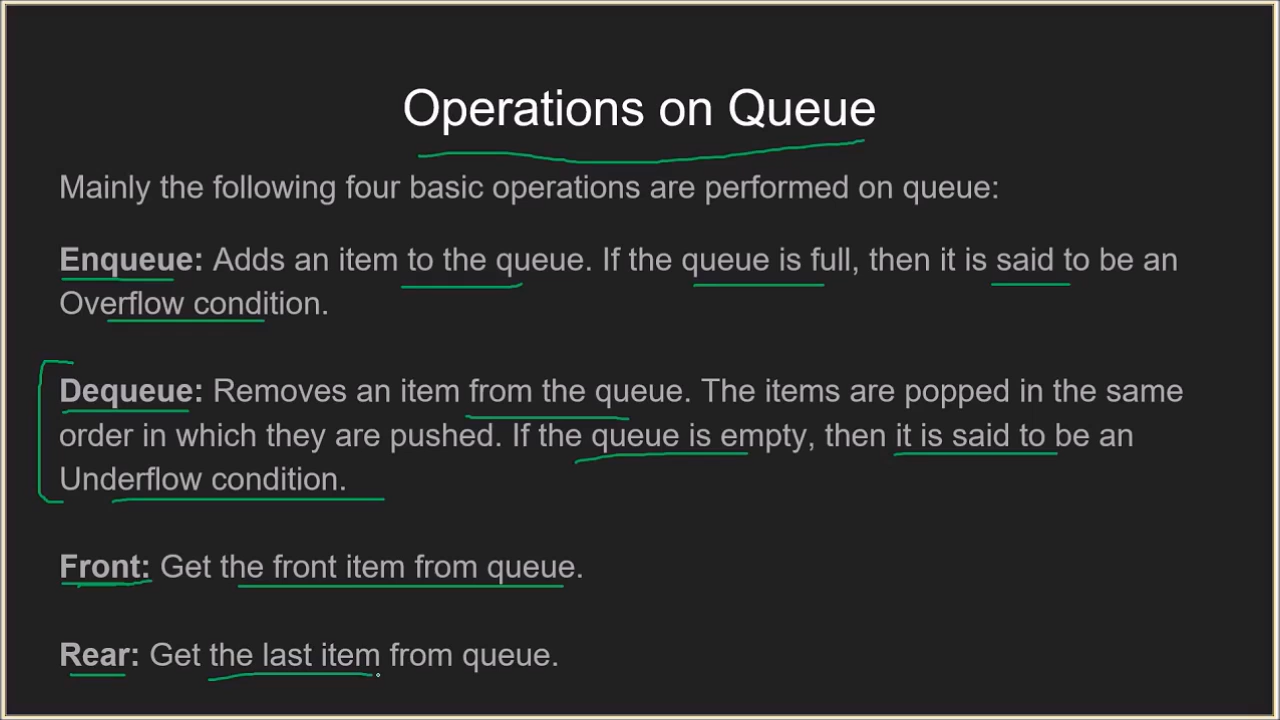 Operations on Queue
Mainly the following four basic operations are performed on queue:
Enqueue: Adds an item to the queue. If the queue is full, then it is said to be an
Overflow condition.
Dequeue: Removes an item from the queue. The items are popped in the same
order in which they are pushed. If the queue is empty, then it is said to be an
Underflow condition.
Front: Get the front item from queue.
Rear: Get the last item from queue.